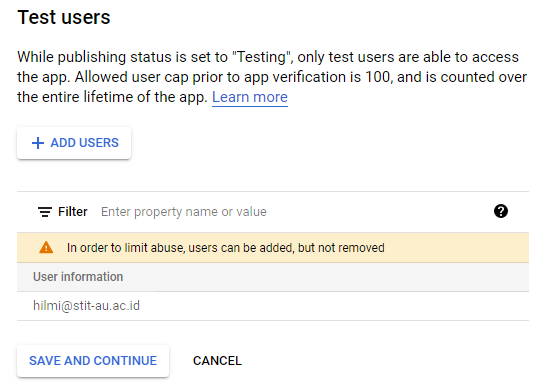 Test users
While publishing status is set to "Testing", only test users are able to access
the app. Allowed user cap prior to app verification is 100, and is counted over
the entire lifetime of the app. Learn more
+ ADD USERS
Filter Enter property name or value ?
In order to limit abuse, users can be added, but not removed
User information
hilmi@stit-au.ac.id
SAVE AND CONTINUE CANCEL